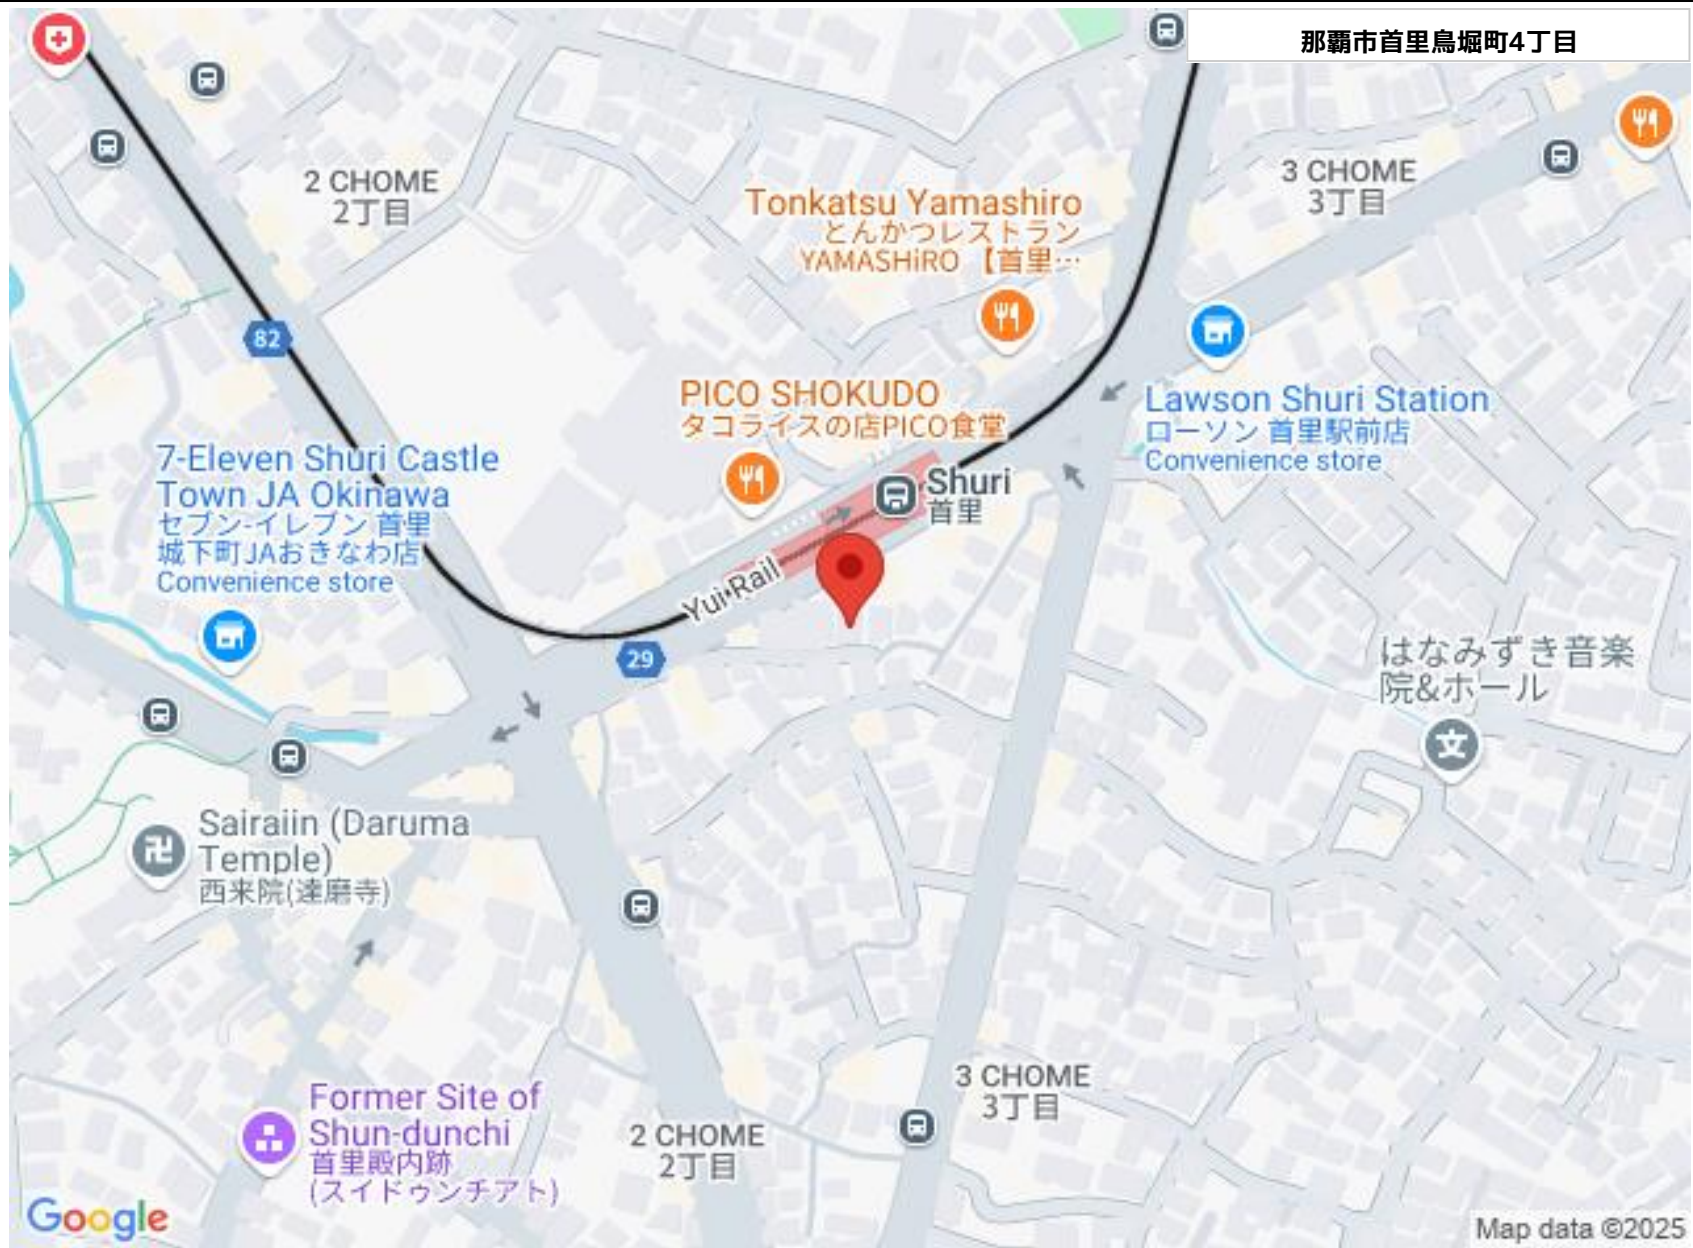 那覇市首里鳥堀町4丁目
2 CHOME
2丁目
3 CHOME
3丁目
Tonkatsu Yamashiro
とんかつレストラン
YAMASHiRO【首里…
82
PICO SHOKUDO
タコライスの店PICO食堂
Lawson Shuri Station
ローソン 首里駅前店
Convenience store
7-Eleven Shuri Castle
Town JA Okinawa
セブン-イレブン 首里
城下町JAおきなわ店
Convenience store
Shuri
首里
Yui Rail
29
はなみずき音楽
院&ホール
文
Sairaiin (Daruma
Temple)
西来院(達磨寺)
3 CHOME
3丁目
Former Site of
Shun-dunchi
首里殿内跡
(スイドゥンチアト)
2 CHOME
2丁目
Google
Map data ©2025